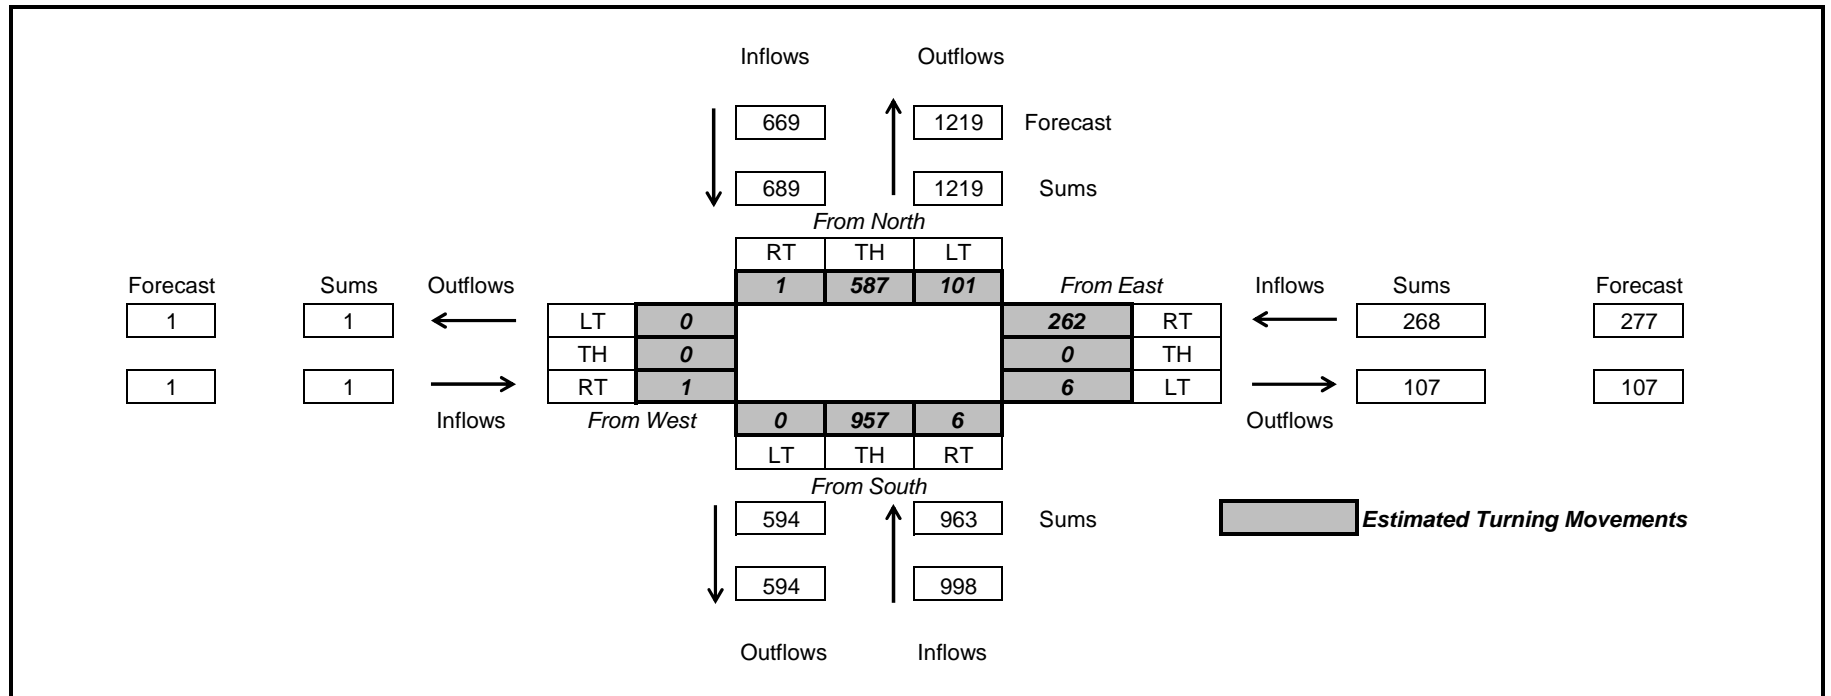 Inflows Outflows
669 1219 Forecast
689 1219 Sums
From North
RT TH LT
Forecast Sums Outflows 1 587 101 From East Inflows Sums Forecast
1 1 LT 0 262 RT 268 277
TH 0 0 TH
1 1 RT 1 6 LT 107 107
Inflows From West 0 957 6 Outflows
LT TH RT
From South
594 963 Sums Estimated Turning Movements
594 998
Outflows Inflows